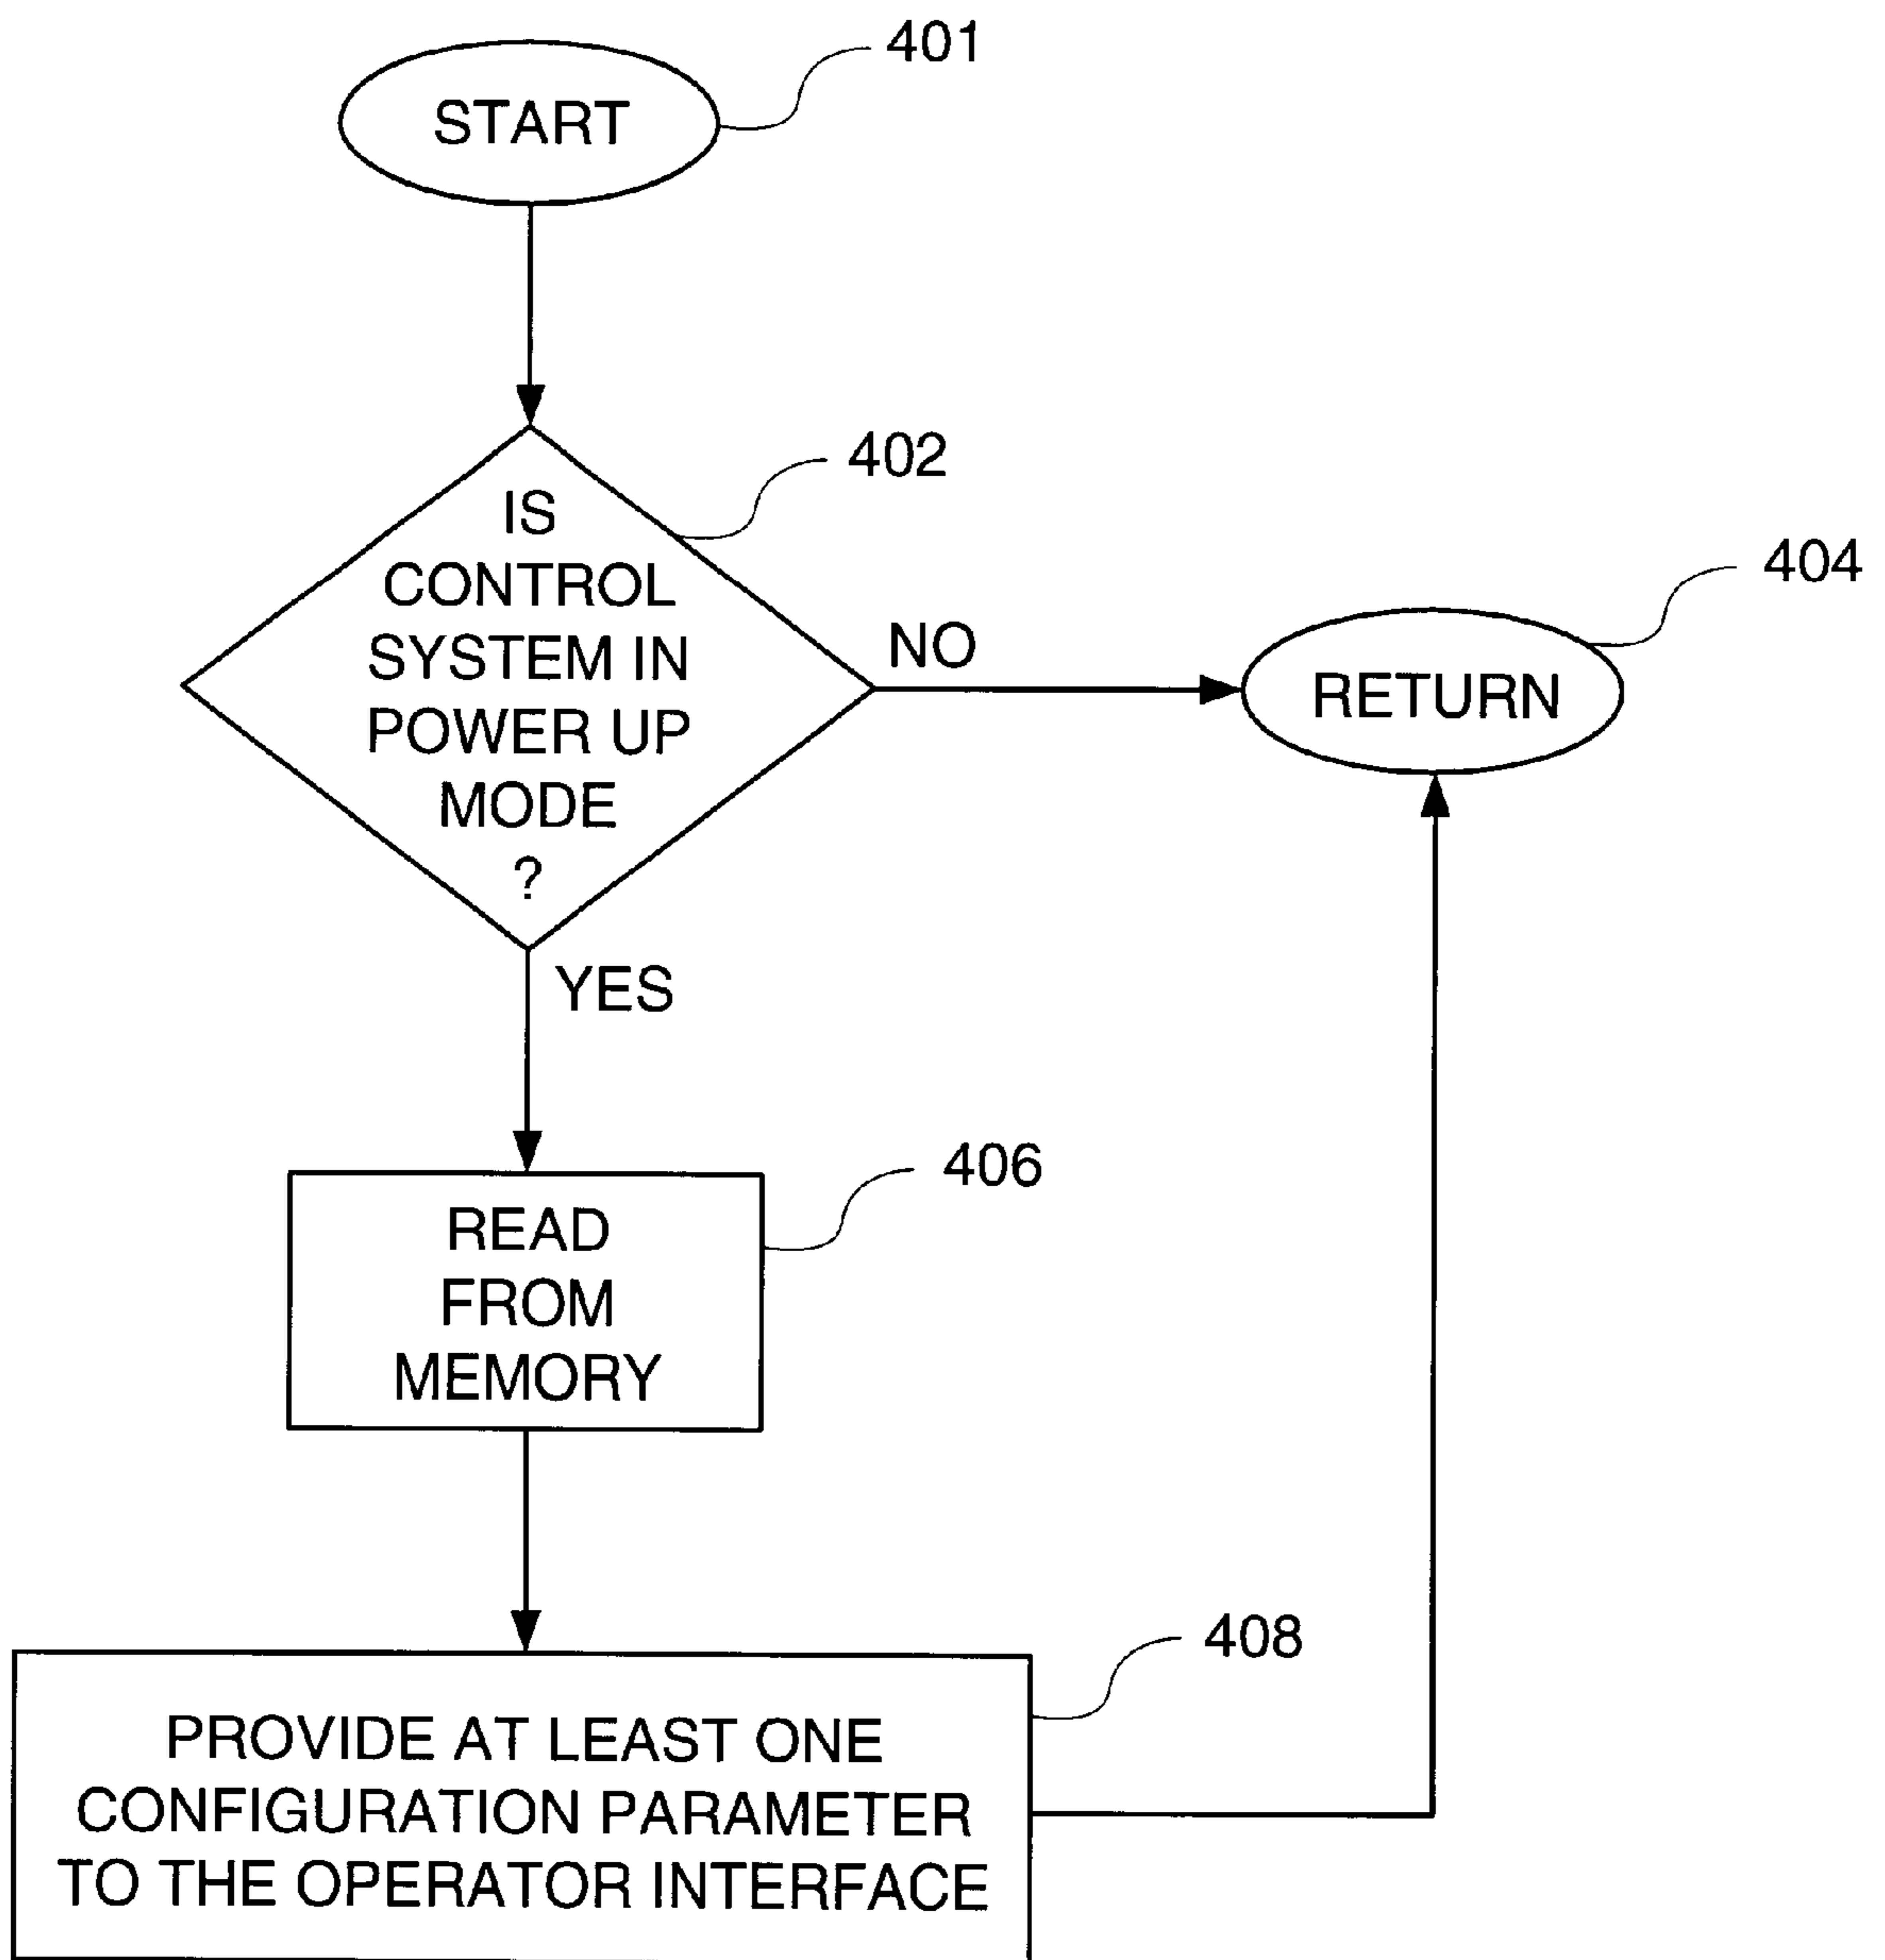 401
START
402
IS
CONTROL
SYSTEM IN
POWER UP
MODE
?
NO
404
RETURN
YES
406
READ
FROM
MEMORY
408
PROVIDE AT LEAST ONE
CONFIGURATION PARAMETER
TO THE OPERATOR INTERFACE